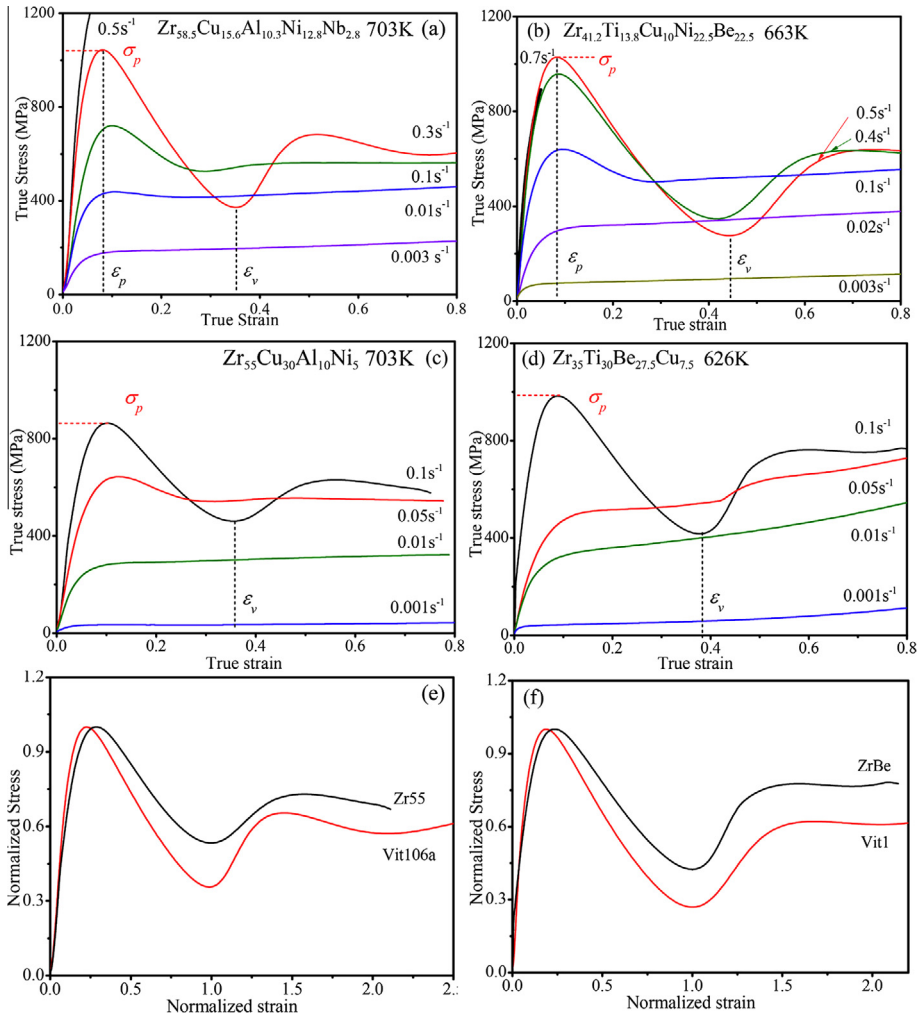 0.5s⁻¹ Zr₅₈.₅Cu₁₅.₆Al₁₀.₃Ni₁₂.₈Nb₂.₈ 703K (a)
σₚ
0.3s⁻¹
0.1s⁻¹
0.01s⁻¹
0.003 s⁻¹
εₚ
εᵥ
1200
800
400
0
True Stress (MPa)
0.0 0.2 0.4 0.6 0.8
True Strain
(b) Zr₄₁.₂Ti₁₃.₈Cu₁₀Ni₂₂.₅Be₂₂.₅ 663K
0.7s⁻¹
σₚ
0.5s⁻¹
0.4s⁻¹
0.1s⁻¹
0.02s⁻¹
0.003s⁻¹
εₚ
εᵥ
1200
800
400
0
True Stress (MPa)
0.0 0.2 0.4 0.6 0.8
True Strain
Zr₅₅Cu₃₀Al₁₀Ni₅ 703K (c)
σₚ
0.1s⁻¹
0.05s⁻¹
0.01s⁻¹
0.001s⁻¹
εᵥ
1200
800
400
0
True stress (MPa)
0.0 0.2 0.4 0.6 0.8
True strain
(d) Zr₃₅Ti₃₀Be₂₇.₅Cu₇.₅ 626K
σₚ
0.1s⁻¹
0.05s⁻¹
0.01s⁻¹
0.001s⁻¹
εᵥ
1200
800
400
0
True stress (MPa)
0.0 0.2 0.4 0.6 0.8
True strain
(e)
Zr55
Vit106a
1.2
0.9
0.6
0.3
0.0
Normalized Stress
0.0 0.5 1.0 1.5 2.0 2.
Normalized strain
(f)
ZrBe
Vit1
1.2
0.9
0.6
0.3
0.0
Normalized Stress
0.0 0.5 1.0 1.5 2.0
Normalized strain